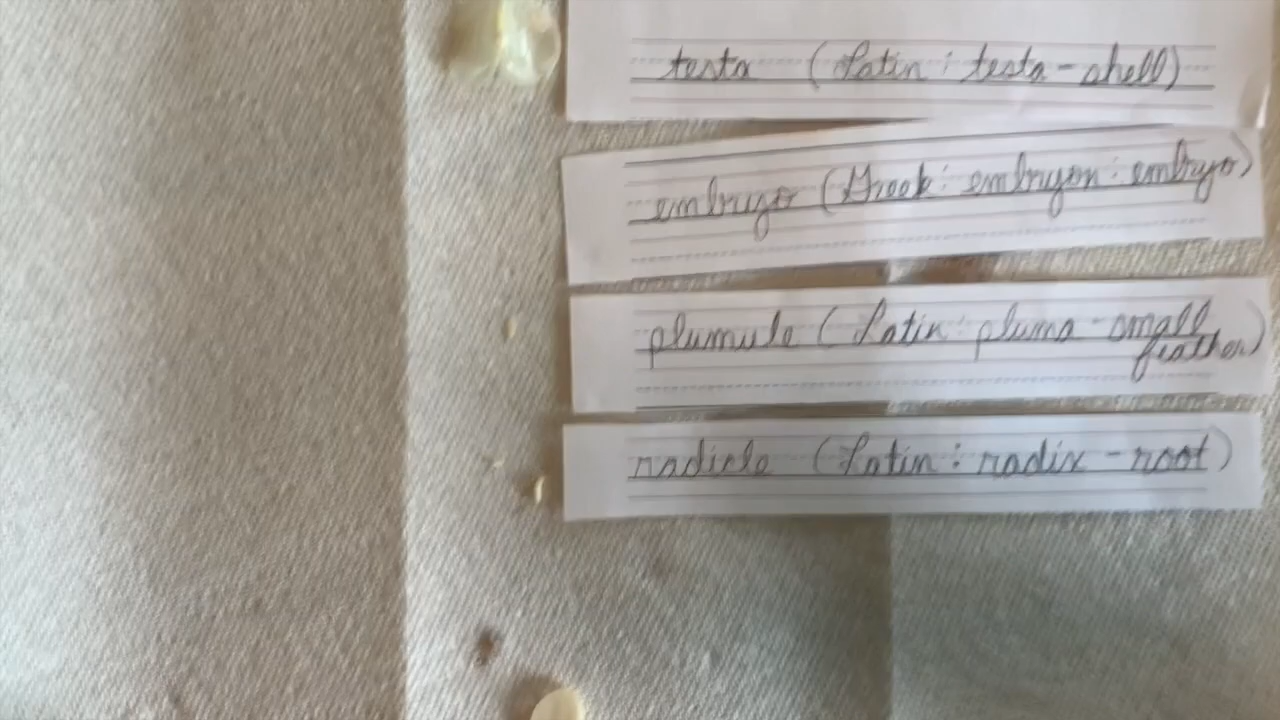 testa (Latin : testa - shell)
embryo (Greek : embryon : embryo)
plumule (Latin : pluma - small
feather)
radicle (Latin : radix - root)